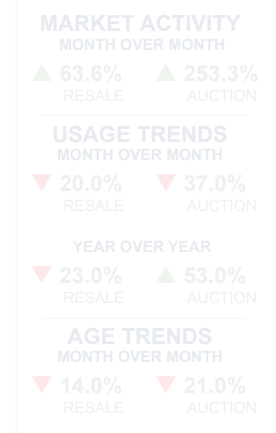 MARKET ACTIVITY
MONTH OVER MONTH
▲ 63.6% ▲ 253.3%
RESALE AUCTION
USAGE TRENDS
MONTH OVER MONTH
▼ 20.0% ▼ 37.0%
RESALE AUCTION
YEAR OVER YEAR
▼ 23.0% ▲ 53.0%
RESALE AUCTION
AGE TRENDS
MONTH OVER MONTH
▼ 14.0% ▼ 21.0%
RESALE AUCTION